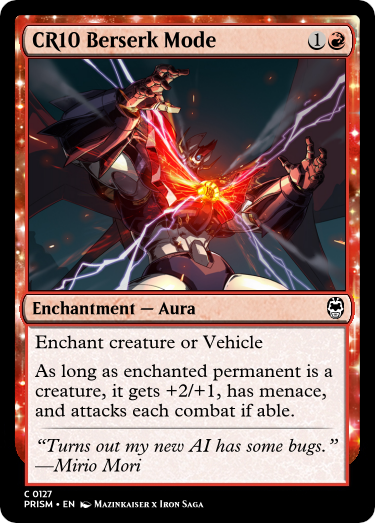 CR10 Berserk Mode 1
Enchantment — Aura
Enchant creature or Vehicle
As long as enchanted permanent is a
creature, it gets +2/+1, has menace,
and attacks each combat if able.
“Turns out my new AI has some bugs.”
—Mirio Mori
C 0127
PRISM • EN Mazinkaiser x Iron Saga